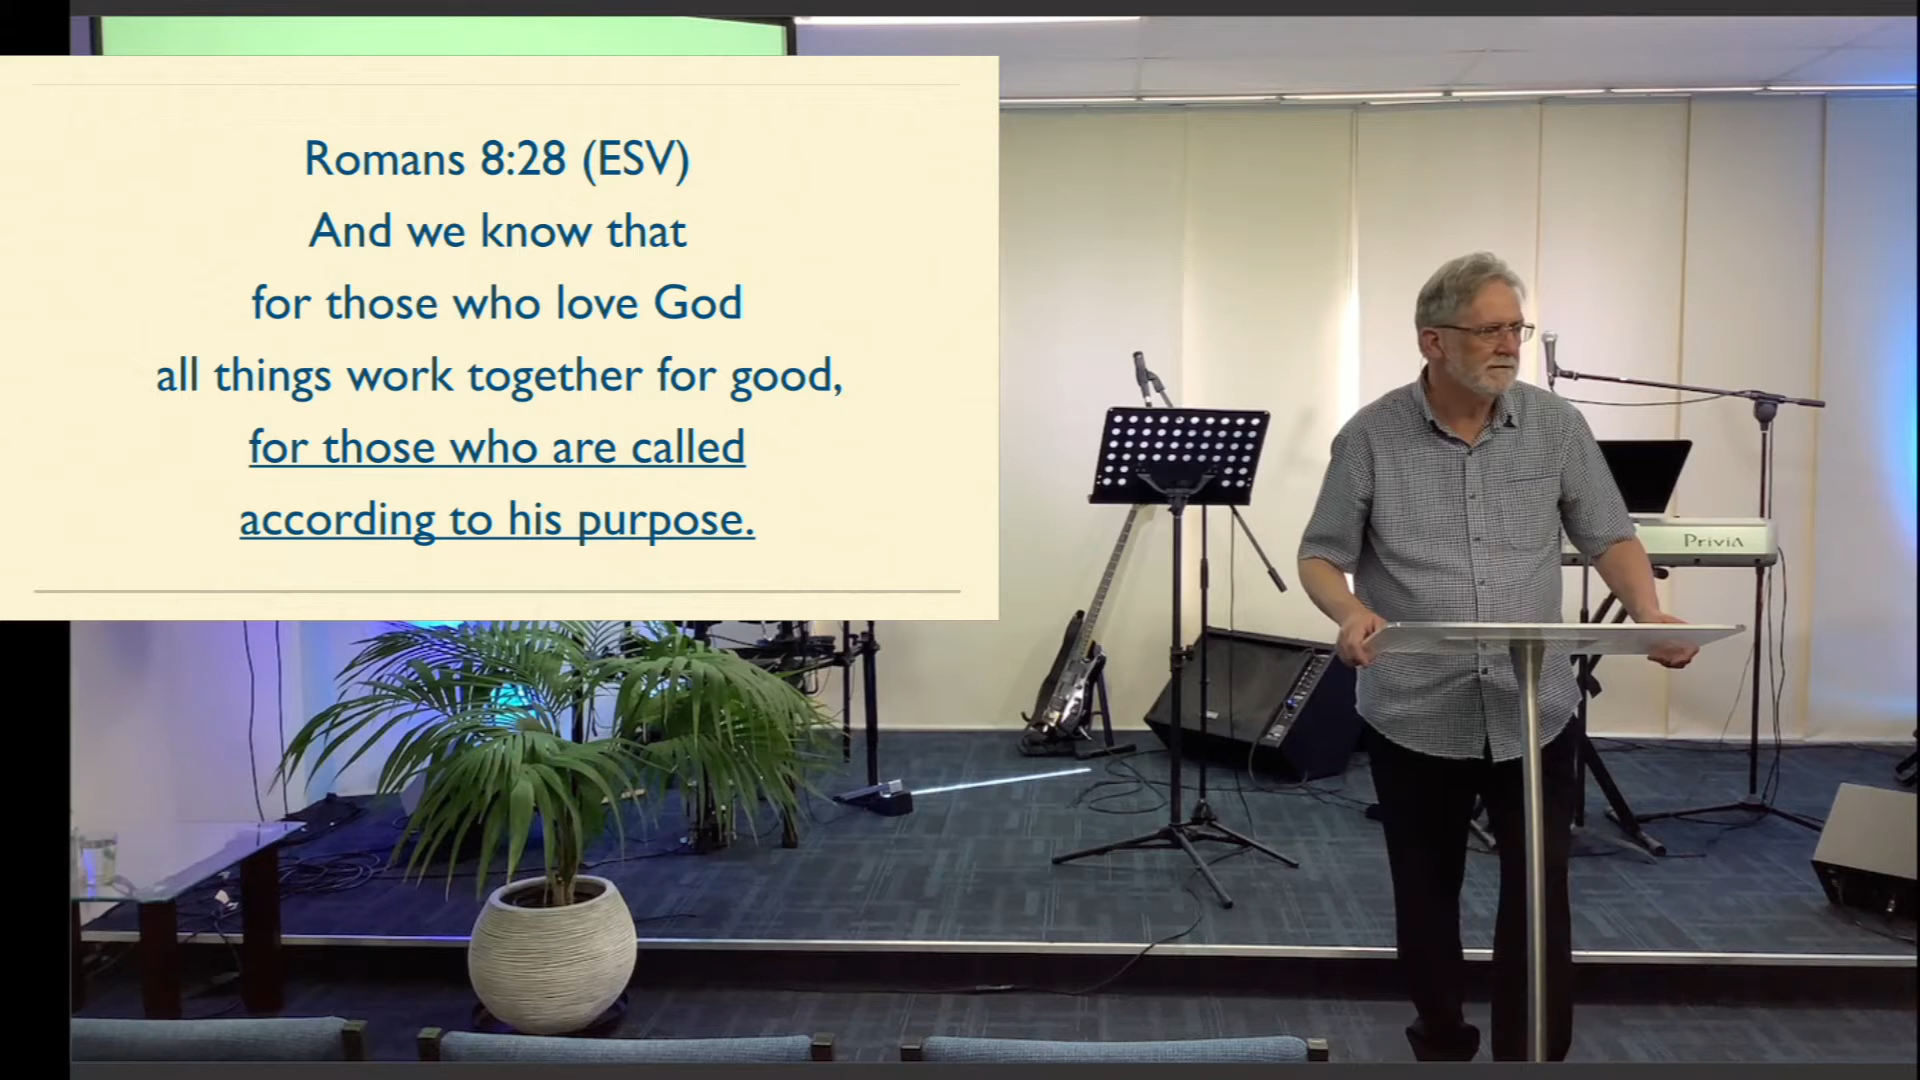 Romans 8:28 (ESV)
And we know that
for those who love God
all things work together for good,
for those who are called
according to his purpose.
Privia